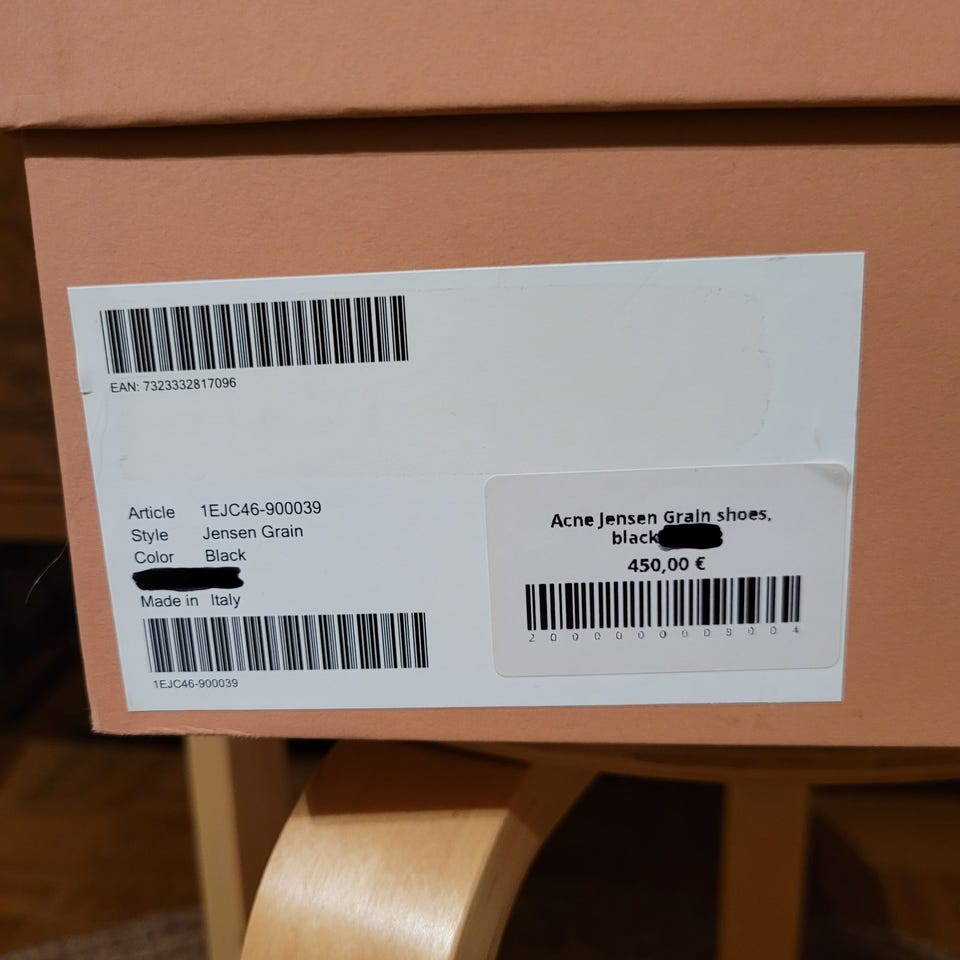 EAN: 7323332817096
Article 1EJC46-900039
Style Jensen Grain
Color Black
Made in Italy
1EJC46-900039
Acne Jensen Grain shoes,
black
450,00 €
2000000008004